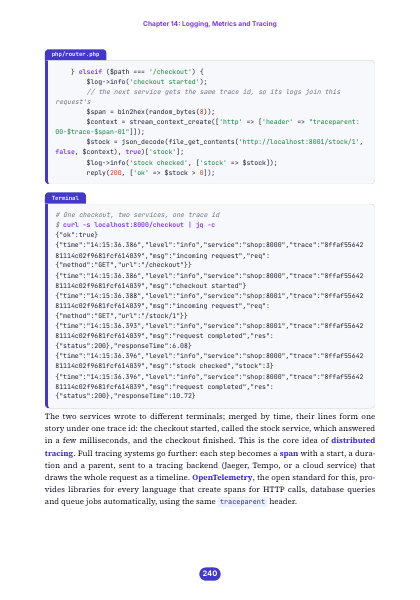 Chapter 14: Logging, Metrics and Tracing
php/router.php
} elseif ($path === '/checkout') {
$log->info('checkout started');
// the next service gets the same trace id, so its logs join this
request's
$span = bin2hex(random_bytes(8));
$context = stream_context_create(['http' => ['header' => "traceparent:
00-$trace-$span-01"]]);
$stock = json_decode(file_get_contents('http://localhost:8001/stock/1',
false, $context), true)['stock'];
$log->info('stock checked', ['stock' => $stock]);
reply(200, ['ok' => $stock > 0]);
Terminal
# One checkout, two services, one trace id
$ curl -s localhost:8000/checkout | jq -c
{"ok":true}
{"time":"14:15:36.386","level":"info","service":"shop:8000","trace":"8ffaf55642
81114c02f9681fcf614039","msg":"incoming request","req":
{"method":"GET","url":"/checkout"}}
{"time":"14:15:36.386","level":"info","service":"shop:8000","trace":"8ffaf55642
81114c02f9681fcf614039","msg":"checkout started"}
{"time":"14:15:36.388","level":"info","service":"shop:8001","trace":"8ffaf55642
81114c02f9681fcf614039","msg":"incoming request","req":
{"method":"GET","url":"/stock/1"}}
{"time":"14:15:36.393","level":"info","service":"shop:8001","trace":"8ffaf55642
81114c02f9681fcf614039","msg":"request completed","res":
{"status":200},"responseTime":6.08}
{"time":"14:15:36.396","level":"info","service":"shop:8000","trace":"8ffaf55642
81114c02f9681fcf614039","msg":"stock checked","stock":3}
{"time":"14:15:36.396","level":"info","service":"shop:8000","trace":"8ffaf55642
81114c02f9681fcf614039","msg":"request completed","res":
{"status":200},"responseTime":10.72}
The two services wrote to different terminals; merged by time, their lines form one
story under one trace id: the checkout started, called the stock service, which answered
in a few milliseconds, and the checkout finished. This is the core idea of distributed
tracing. Full tracing systems go further: each step becomes a span with a start, a dura-
tion and a parent, sent to a tracing backend (Jaeger, Tempo, or a cloud service) that
draws the whole request as a timeline. OpenTelemetry, the open standard for this, pro-
vides libraries for every language that create spans for HTTP calls, database queries
and queue jobs automatically, using the same traceparent header.
240